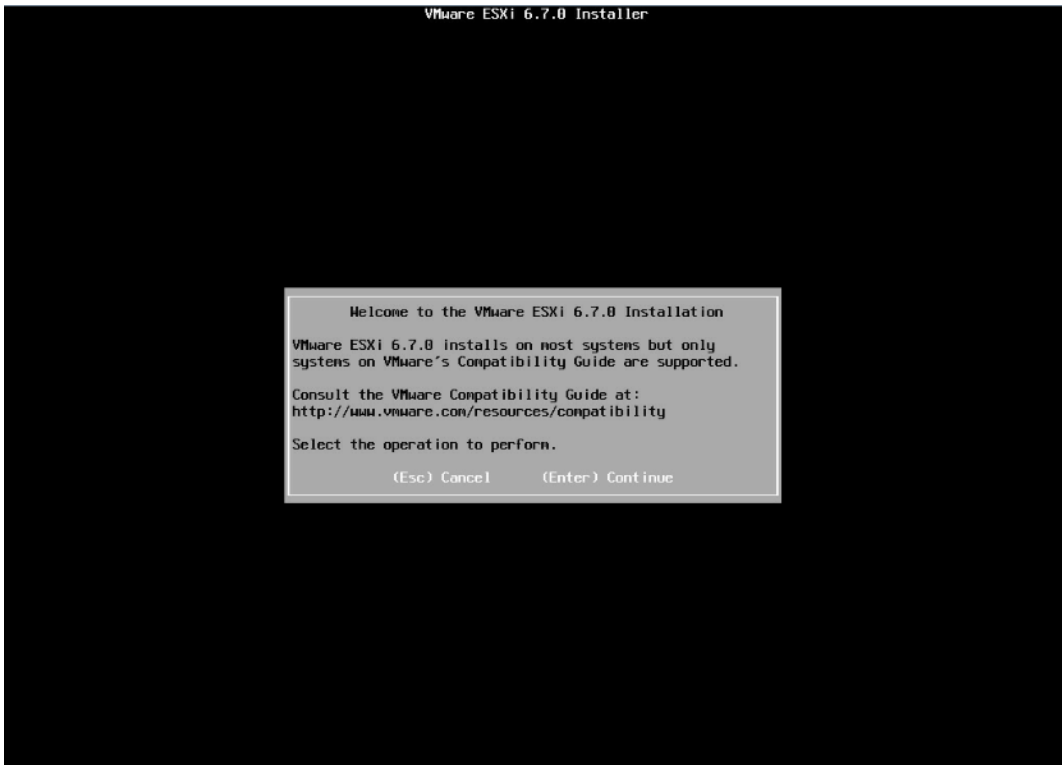 VMware ESXi 6.7.0 Installer
Welcome to the VMware ESXi 6.7.0 Installation
VMware ESXi 6.7.0 installs on most systems but only
systems on VMware's Compatibility Guide are supported.
Consult the VMware Compatibility Guide at:
http://www.vmware.com/resources/compatibility
Select the operation to perform.
(Esc) Cancel (Enter) Continue